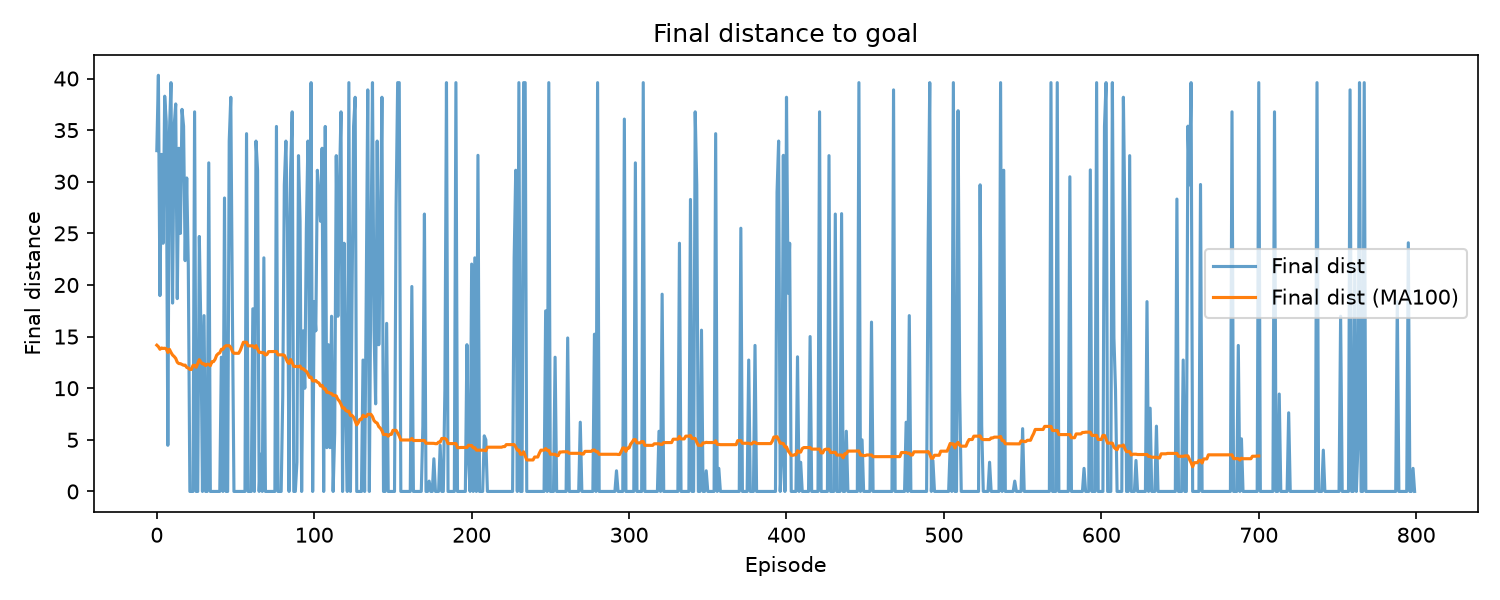 Final distance to goal
Final distance
40
35
30
25
20
15
10
5
0
Final dist
Final dist (MA100)
0 100 200 300 400 500 600 700 800
Episode